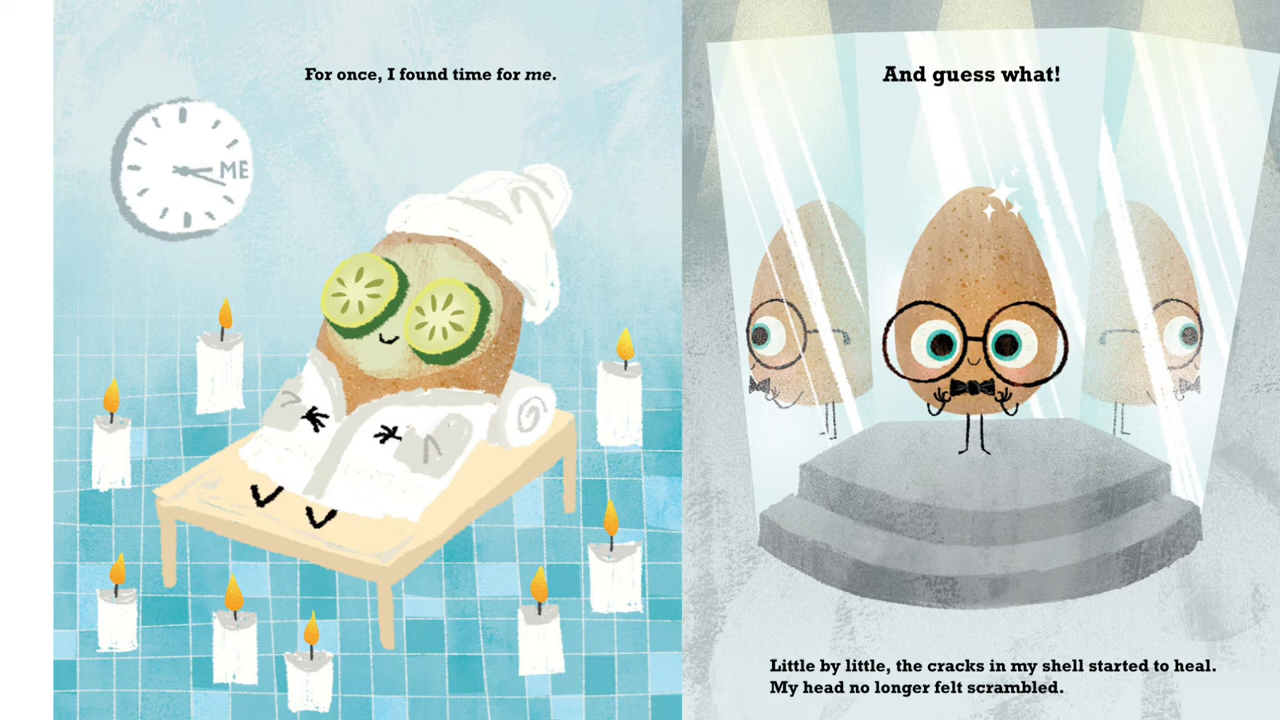 For once, I found time for me.
ME
And guess what!
Little by little, the cracks in my shell started to heal.
My head no longer felt scrambled.